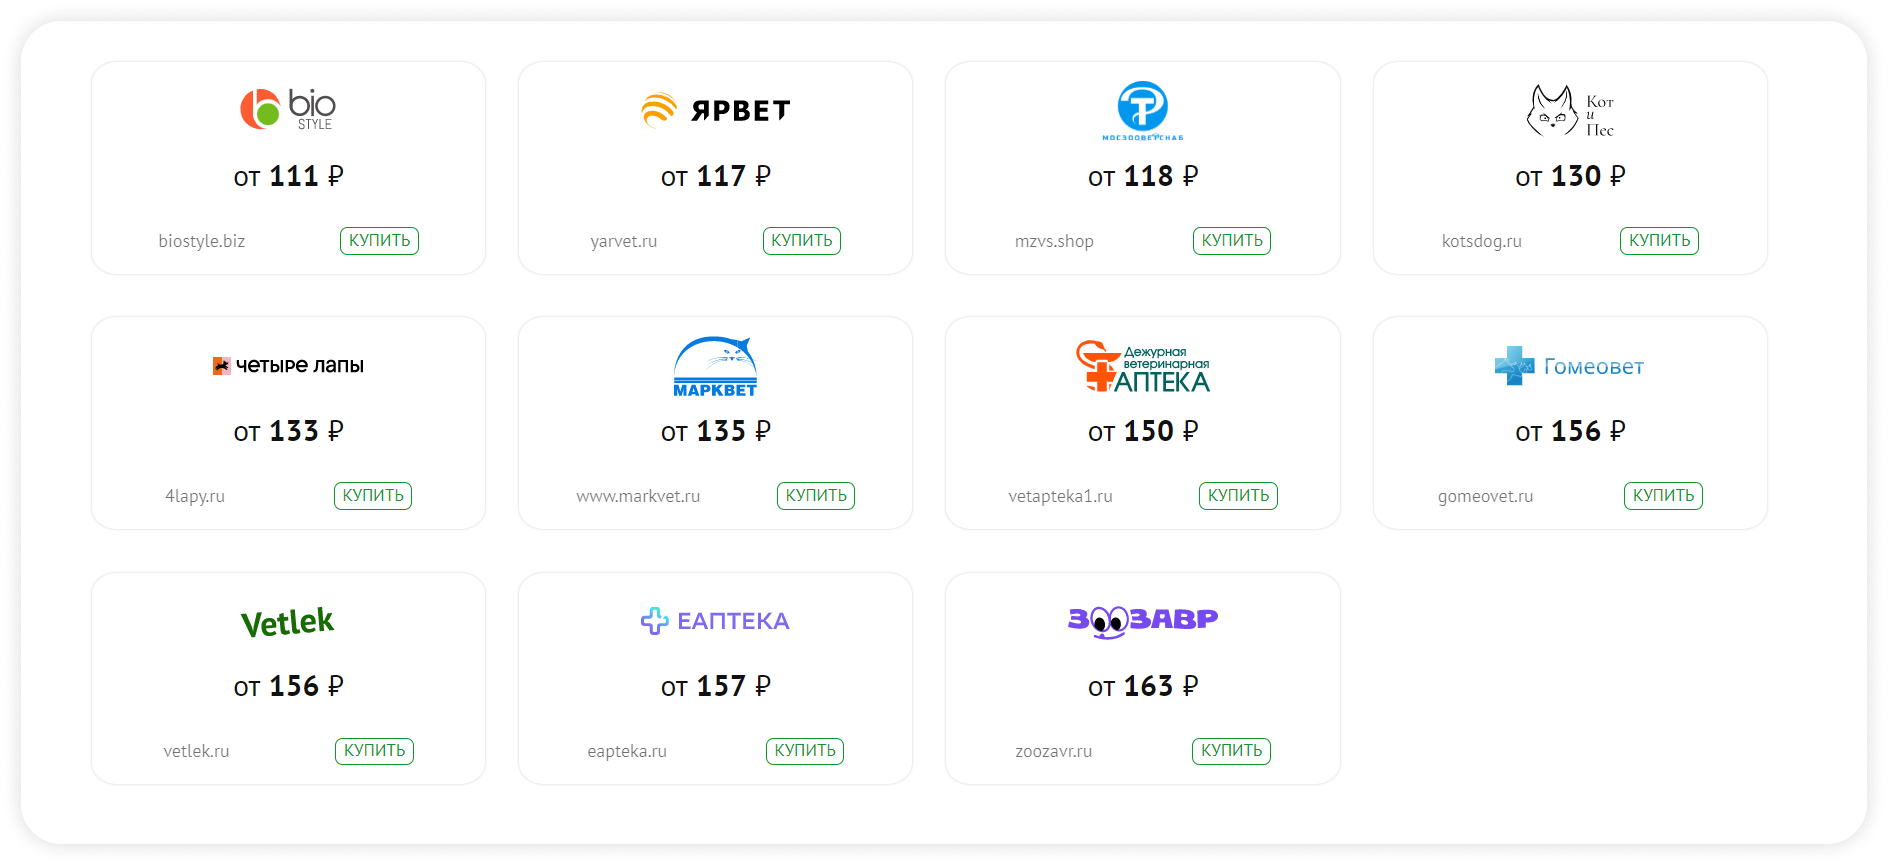 bio
STYLE
от 111 ₽
biostyle.biz
КУПИТЬ
ЯРВЕТ
от 117 ₽
yarvet.ru
КУПИТЬ
МОСЗООВЕТСНАБ
от 118 ₽
mzvs.shop
КУПИТЬ
Кот
и
Пес
от 130 ₽
kotsdog.ru
КУПИТЬ
четыре лапы
от 133 ₽
4lapy.ru
КУПИТЬ
МАРКВЕТ
от 135 ₽
www.markvet.ru
КУПИТЬ
Дежурная
ветеринарная
АПТЕКА
от 150 ₽
vetapteka1.ru
КУПИТЬ
Гомеовет
от 156 ₽
gomeovet.ru
КУПИТЬ
Vetlek
от 156 ₽
vetlek.ru
КУПИТЬ
ЕАПТЕКА
от 157 ₽
eapteka.ru
КУПИТЬ
ЗООЗАВР
от 163 ₽
zoozavr.ru
КУПИТЬ